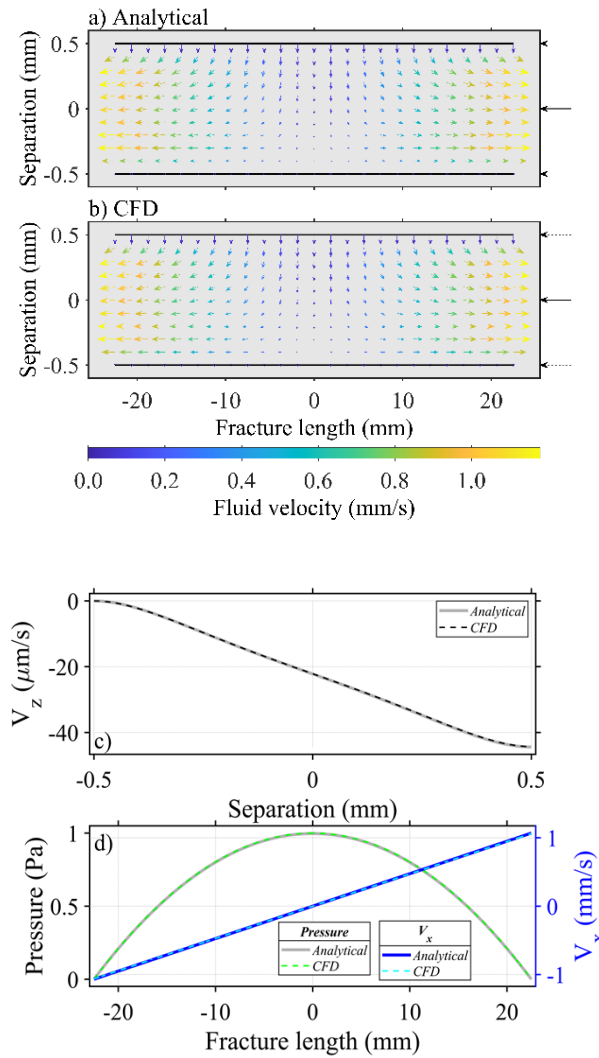 a) Analytical
0.5
0
-0.5
Separation (mm)
b) CFD
0.5
0
-0.5
Separation (mm)
-20 -10 0 10 20
Fracture length (mm)
0.0 0.2 0.4 0.6 0.8 1.0
Fluid velocity (mm/s)
0
-20
-40
V_z (μm/s)
Analytical
CFD
c)
-0.5 0 0.5
Separation (mm)
d)
1
0.5
0
Pressure (Pa)
Pressure
Analytical
CFD
V_x
Analytical
CFD
1
0
-1
V_x (mm/s)
-20 -10 0 10 20
Fracture length (mm)